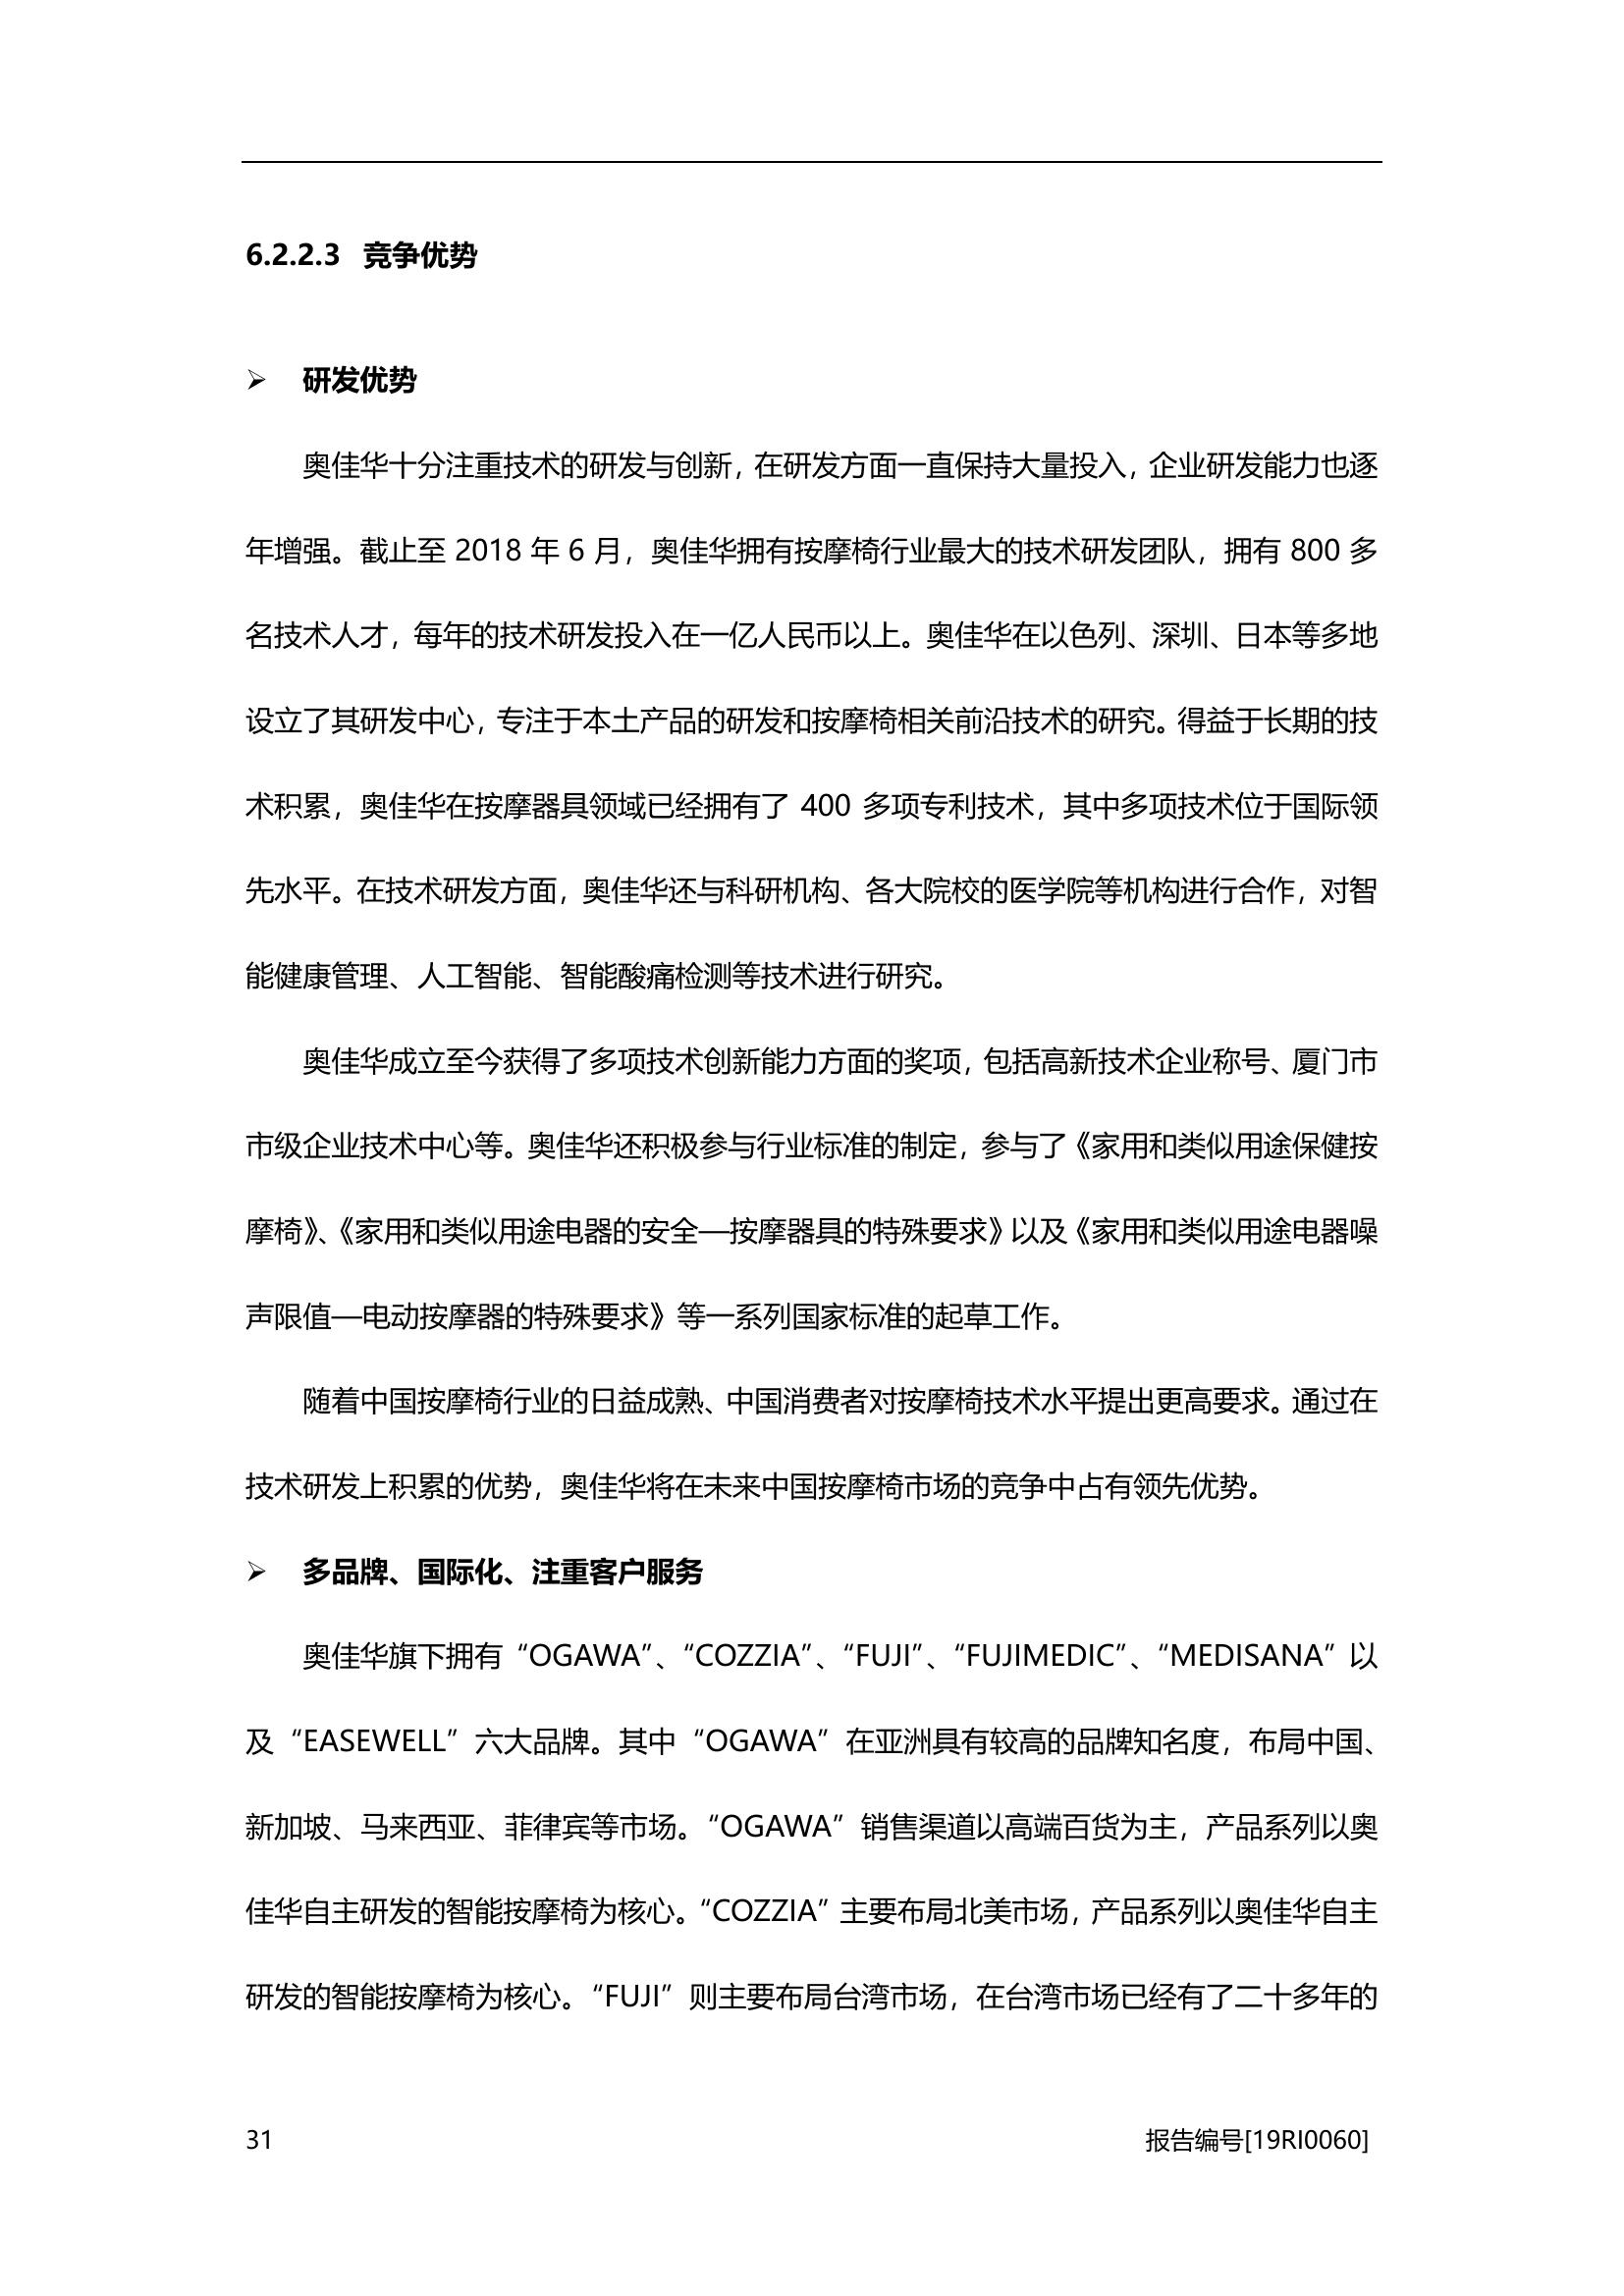 6.2.2.3 竞争优势
➢ 研发优势
奥佳华十分注重技术的研发与创新，在研发方面一直保持大量投入，企业研发能力也逐
年增强。截止至 2018 年 6 月，奥佳华拥有按摩椅行业最大的技术研发团队，拥有 800 多
名技术人才，每年的技术研发投入在一亿人民币以上。奥佳华在以色列、深圳、日本等多地
设立了其研发中心，专注于本土产品的研发和按摩椅相关前沿技术的研究。得益于长期的技
术积累，奥佳华在按摩器具领域已经拥有了 400 多项专利技术，其中多项技术位于国际领
先水平。在技术研发方面，奥佳华还与科研机构、各大院校的医学院等机构进行合作，对智
能健康管理、人工智能、智能酸痛检测等技术进行研究。
奥佳华成立至今获得了多项技术创新能力方面的奖项，包括高新技术企业称号、厦门市
市级企业技术中心等。奥佳华还积极参与行业标准的制定，参与了《家用和类似用途保健按
摩椅》、《家用和类似用途电器的安全—按摩器具的特殊要求》以及《家用和类似用途电器噪
声限值—电动按摩器的特殊要求》等一系列国家标准的起草工作。
随着中国按摩椅行业的日益成熟、中国消费者对按摩椅技术水平提出更高要求。通过在
技术研发上积累的优势，奥佳华将在未来中国按摩椅市场的竞争中占有领先优势。
➢ 多品牌、国际化、注重客户服务
奥佳华旗下拥有“OGAWA”、“COZZIA”、“FUJI”、“FUJIMEDIC”、“MEDISANA”以
及“EASEWELL”六大品牌。其中“OGAWA”在亚洲具有较高的品牌知名度，布局中国、
新加坡、马来西亚、菲律宾等市场。“OGAWA”销售渠道以高端百货为主，产品系列以奥
佳华自主研发的智能按摩椅为核心。“COZZIA”主要布局北美市场，产品系列以奥佳华自主
研发的智能按摩椅为核心。“FUJI”则主要布局台湾市场，在台湾市场已经有了二十多年的
31 报告编号[19RI0060]